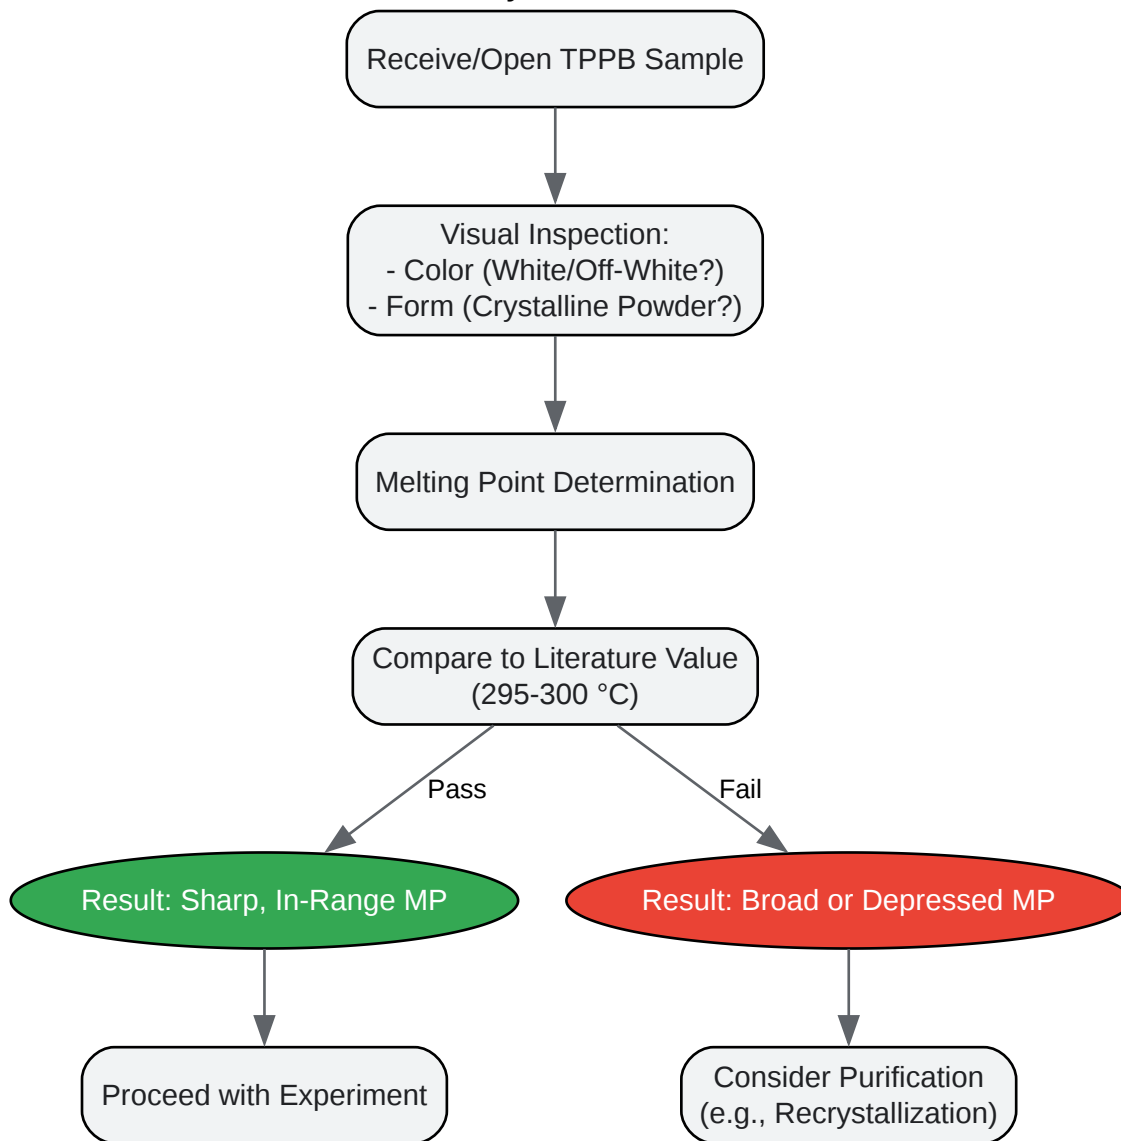 Receive/Open TPPB Sample
Visual Inspection:
- Color (White/Off-White?)
- Form (Crystalline Powder?)
Melting Point Determination
Compare to Literature Value
(295-300 °C)
Pass
Fail
Result: Sharp, In-Range MP
Result: Broad or Depressed MP
Proceed with Experiment
Consider Purification
(e.g., Recrystallization)